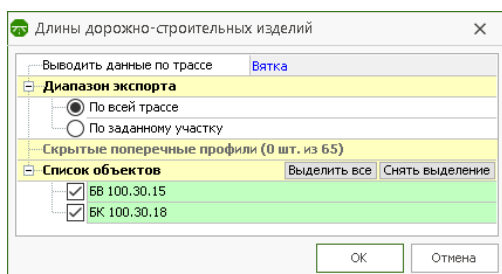 Длины дорожно-строительных изделий
Выводить данные по трассе Вятка
Диапазон экспорта
По всей трассе
По заданному участку
Скрытые поперечные профили (0 шт. из 65)
Список объектов Выделить все Снять выделение
БВ 100.30.15
БК 100.30.18
ОК Отмена